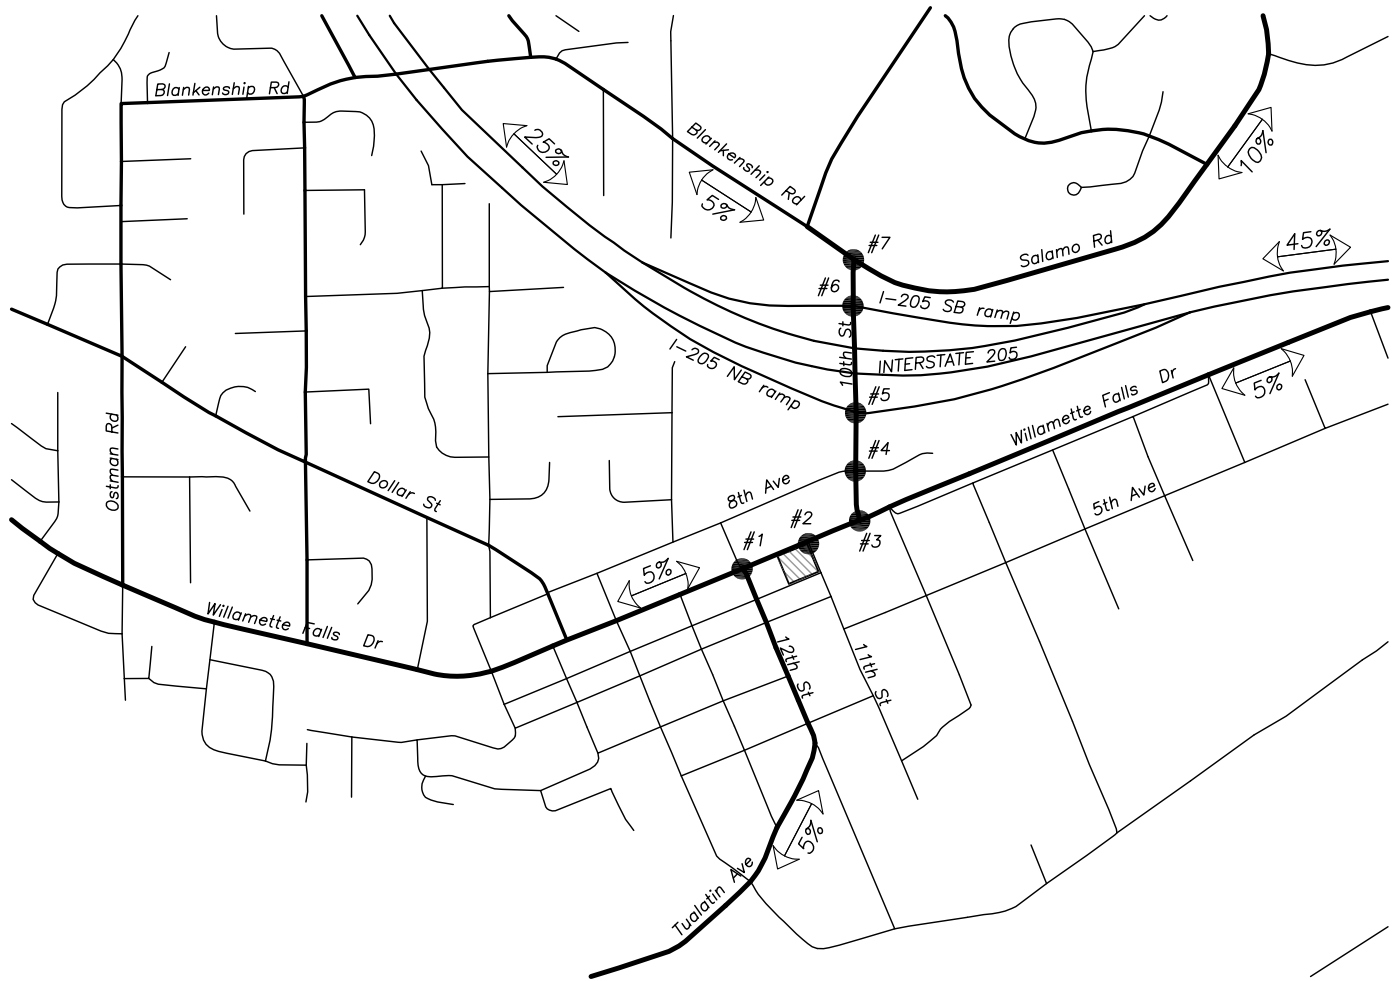 Blankenship Rd
25%
Blankenship Rd
5%
10%
#7
Salamo Rd
45%
#6
I-205 SB ramp
10th St
INTERSTATE 205
I-205 NB ramp
#5
Willamette Falls Dr
5%
Ostman Rd
#4
Dollar St
8th Ave
5th Ave
#2
#1
#3
5%
Willamette Falls Dr
12th St
11th St
5%
Tualatin Ave